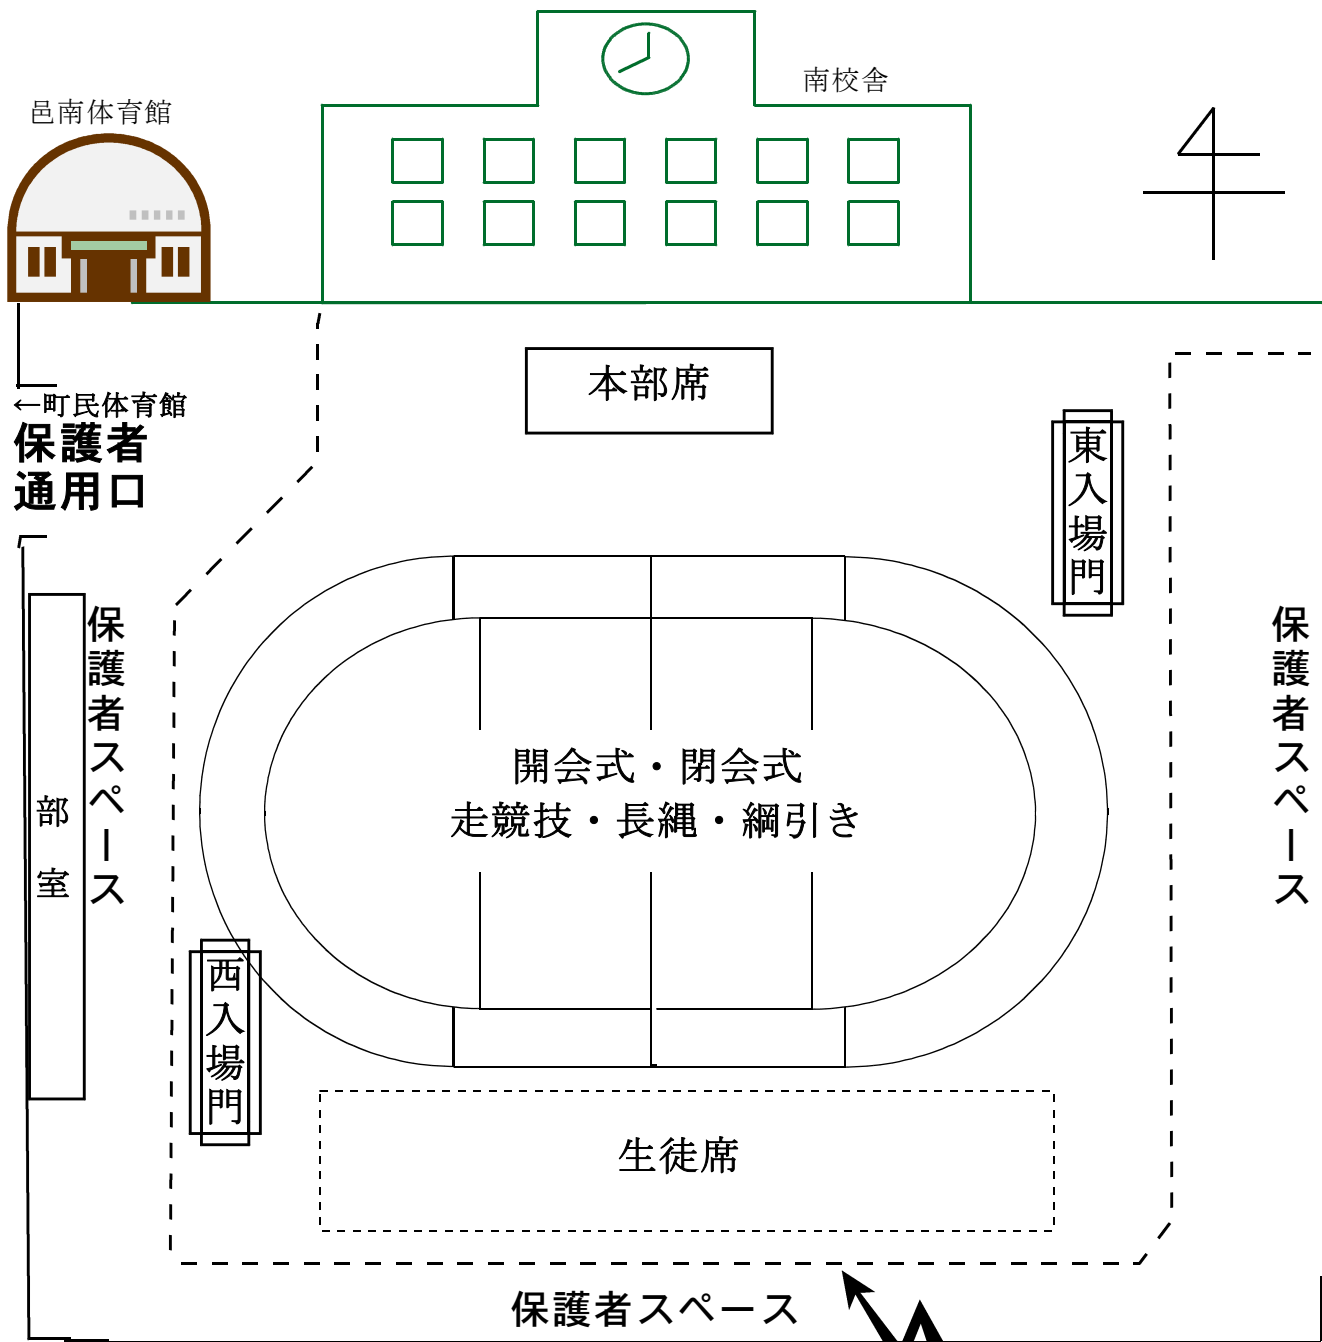 南校舎
邑南体育館
本部席
←町民体育館
保護者
通用口
東入場門
保護者スペース
部室
保護者スペース
開会式・閉会式
走競技・長縄・綱引き
西入場門
生徒席
保護者スペース